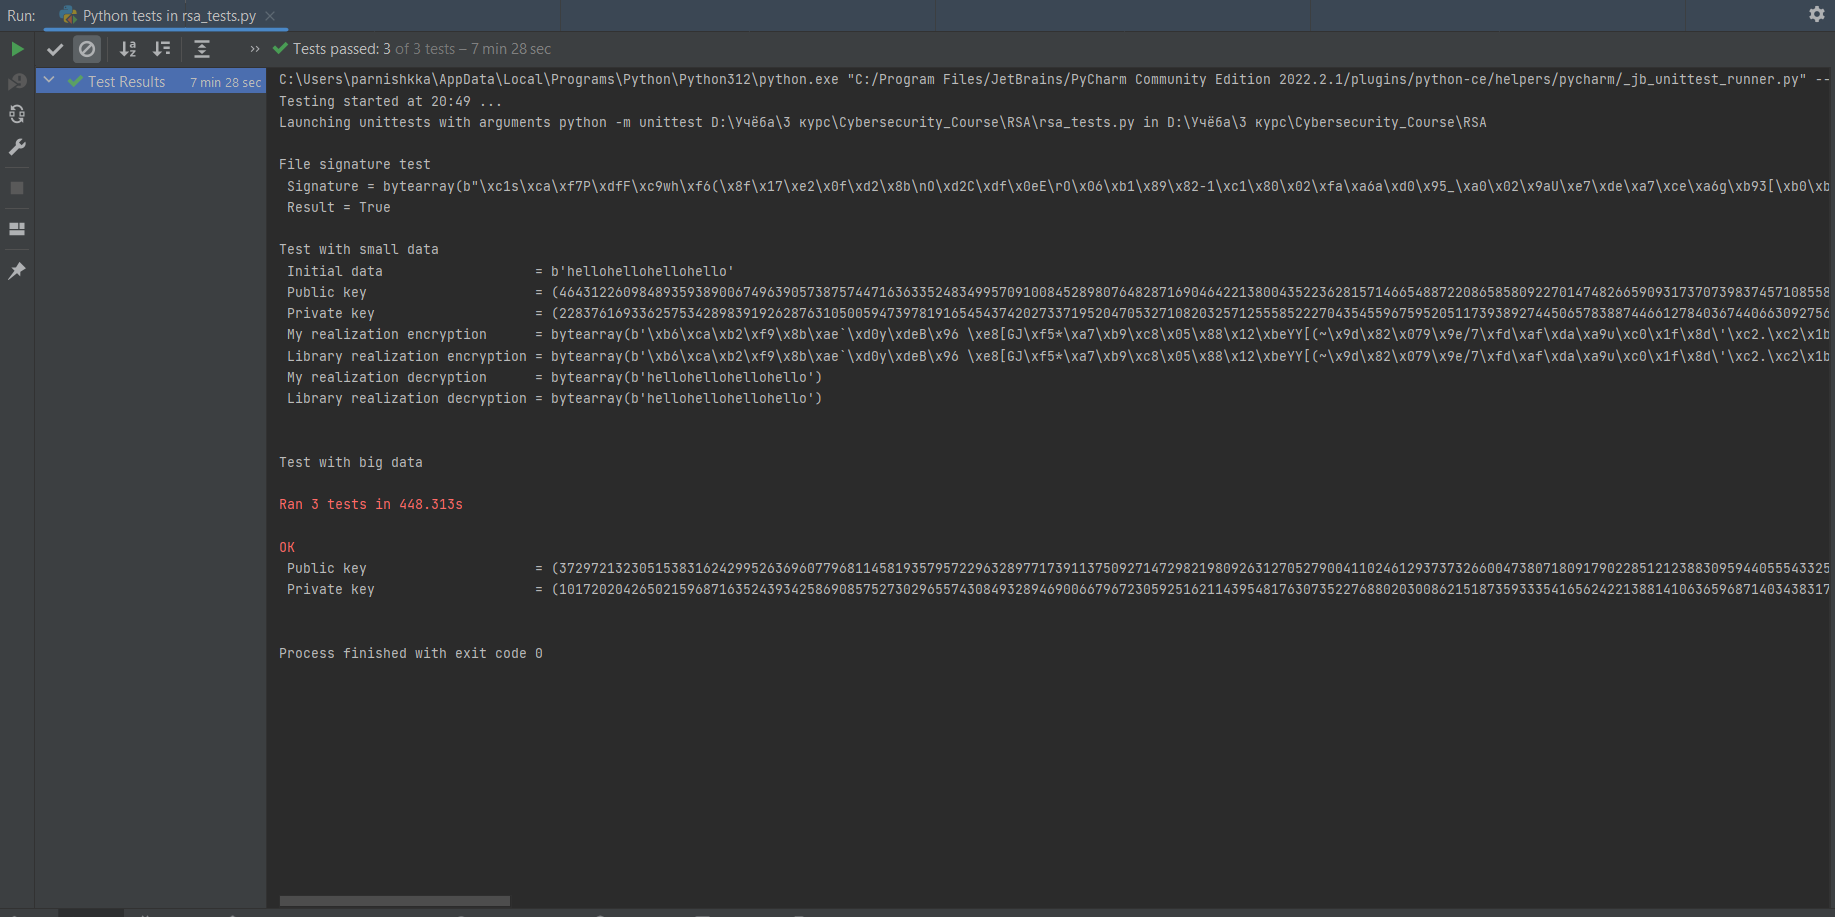 Run:
Python tests in rsa_tests.py
Tests passed: 3 of 3 tests – 7 min 28 sec
Test Results 7 min 28 sec
C:\Users\parnishkka\AppData\Local\Programs\Python\Python312\python.exe "C:/Program Files/JetBrains/PyCharm Community Edition 2022.2.1/plugins/python-ce/helpers/pycharm/_jb_unittest_runner.py" --
Testing started at 20:49 ...
Launching unittests with arguments python -m unittest D:\Учёба\3 курс\Cybersecurity_Course\RSA\rsa_tests.py in D:\Учёба\3 курс\Cybersecurity_Course\RSA
File signature test
Signature = bytearray(b"\xc1s\xca\xf7P\xdfF\xc9wh\xf6(\x8f\x17\xe2\x0f\xd2\x8b\nO\xd2C\xdf\x0eE\rO\x06\xb1\x89\x82-1\xc1\x80\x02\xfa\xa6a\xd0\x95_\xa0\x02\x9aU\xe7\xde\xa7\xce\xa6g\xb93[\xb0\xb
Result = True
Test with small data
Initial data = b'hellohellohellohello'
Public key = (464312260984893593890067496390573875744716363352483499570910084528980764828716904642213800435223628157146654887220865858092270147482665909317370739837457108558
Private key = (2283761693362575342898391926287631050059473978191654543742027337195204705327108203257125558522270435455967595205117393892744506578388744661278403674406630927 56
My realization encryption = bytearray(b'\xb6\xca\xb2\xf9\x8b\xae`\xd0y\xdeB\x96 \xe8[GJ\xf5*\xa7\xb9\xc8\x05\x88\x12\xbeYY[(~\x9d\x82\x079\x9e/7\xfd\xaf\xda\xa9u\xc0\x1f\x8d\'\xc2.\xc2\x1b
Library realization encryption = bytearray(b'\xb6\xca\xb2\xf9\x8b\xae`\xd0y\xdeB\x96 \xe8[GJ\xf5*\xa7\xb9\xc8\x05\x88\x12\xbeYY[(~\x9d\x82\x079\x9e/7\xfd\xaf\xda\xa9u\xc0\x1f\x8d\'\xc2.\xc2\x1b
My realization decryption = bytearray(b'hellohellohellohello')
Library realization decryption = bytearray(b'hellohellohellohello')
Test with big data
Ran 3 tests in 448.313s
OK
Public key = (37297213230515383162429952636960779681145819357957229632897717391137509271472982198092631270527900411024612937373266004738071809179022851212388309594405554332 5
Private key = (10172020426502159687163524393425869085752730296557430849328946900667967230592516211439548176307352276880203008621518735933354165624221388141063659687140343831 7
Process finished with exit code 0